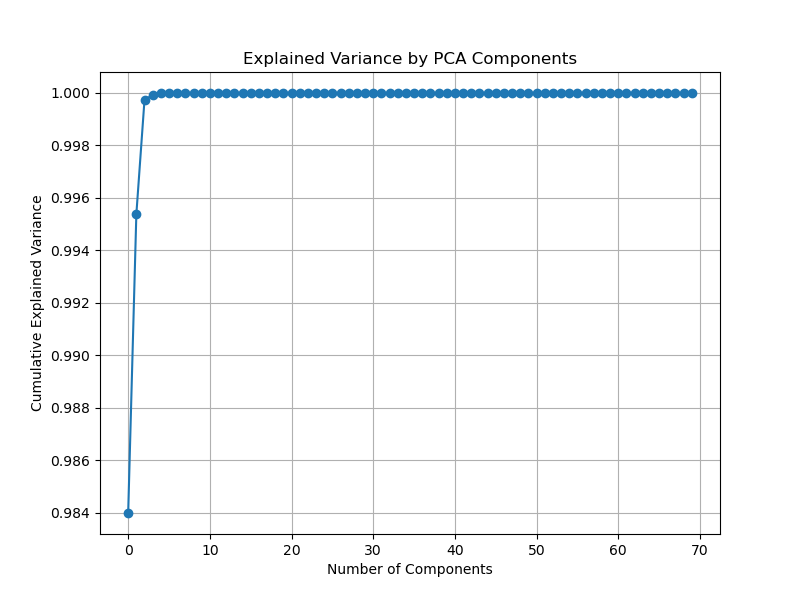 Explained Variance by PCA Components
Cumulative Explained Variance
1.000
0.998
0.996
0.994
0.992
0.990
0.988
0.986
0.984
0 10 20 30 40 50 60 70
Number of Components